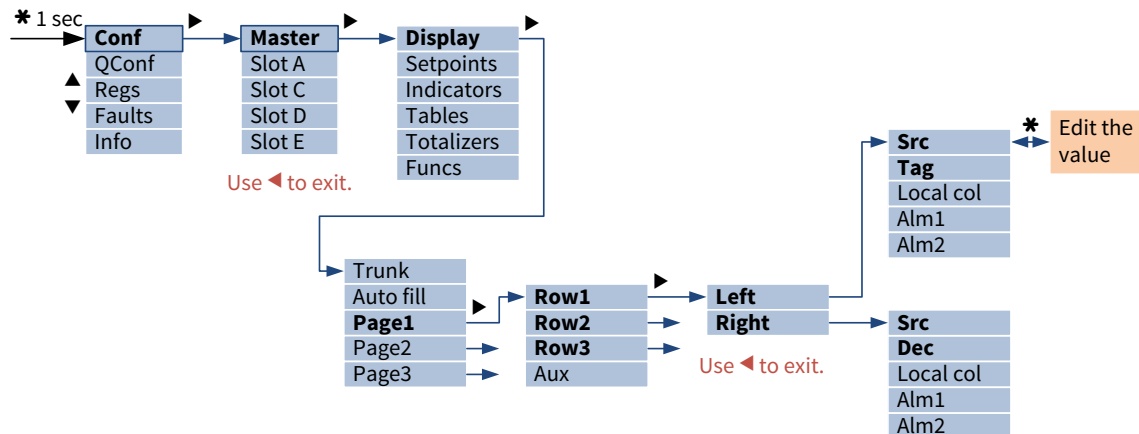 * 1 sec
Conf
QConf
Regs
Faults
Info
Master
Slot A
Slot C
Slot D
Slot E
Use ◀ to exit.
Display
Setpoints
Indicators
Tables
Totalizers
Funcs
Trunk
Auto fill
Page1
Page2
Page3
Row1
Row2
Row3
Aux
Left
Right
Use ◀ to exit.
Src
Tag
Local col
Alm1
Alm2
*
Edit the
value
Src
Dec
Local col
Alm1
Alm2